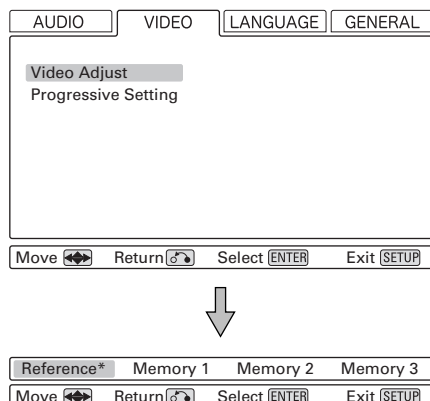 AUDIO VIDEO LANGUAGE GENERAL
Video Adjust
Progressive Setting
Move Return Select ENTER Exit SETUP
Reference* Memory 1 Memory 2 Memory 3
Move Return Select ENTER Exit SETUP